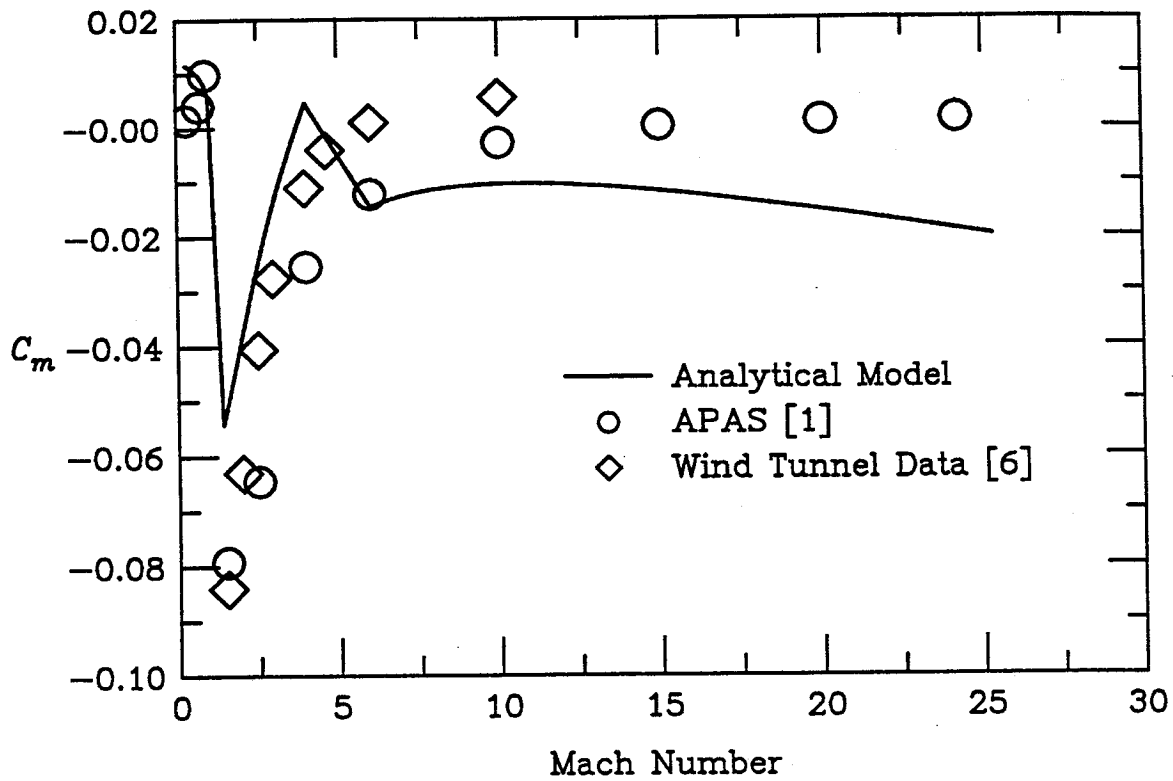 0.02
−0.00
−0.02
C_m −0.04
−0.06
−0.08
−0.10
Analytical Model
APAS [1]
Wind Tunnel Data [6]
0 5 10 15 20 25 30
Mach Number